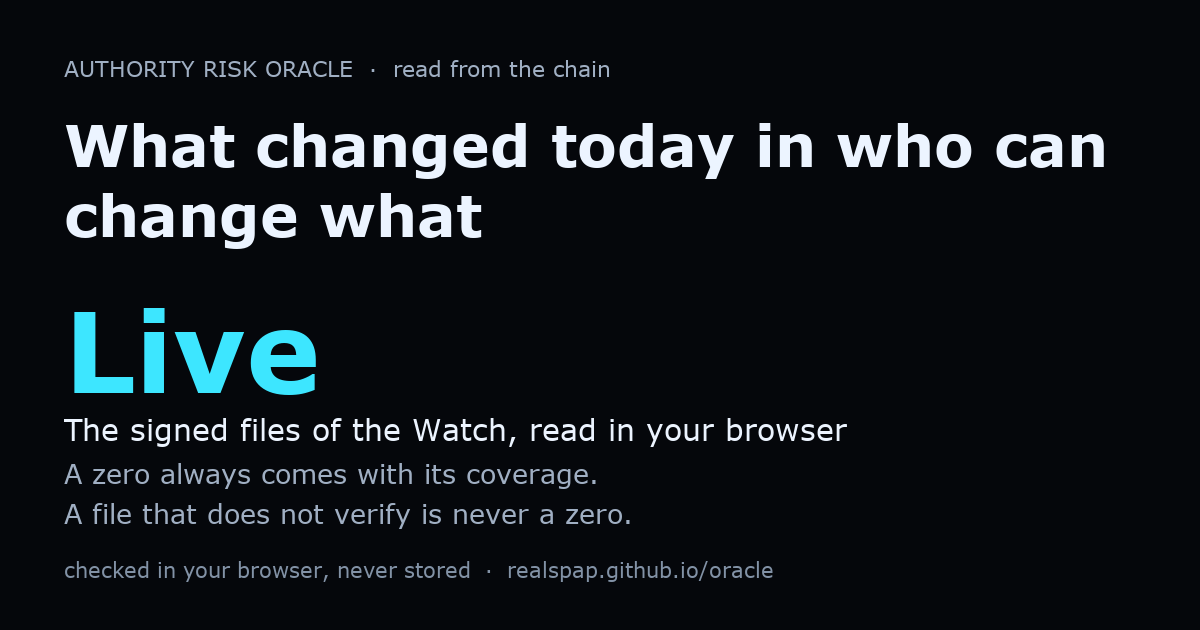 AUTHORITY RISK ORACLE · read from the chain
What changed today in who can
change what
Live
The signed files of the Watch, read in your browser
A zero always comes with its coverage.
A file that does not verify is never a zero.
checked in your browser, never stored · realspap.github.io/oracle